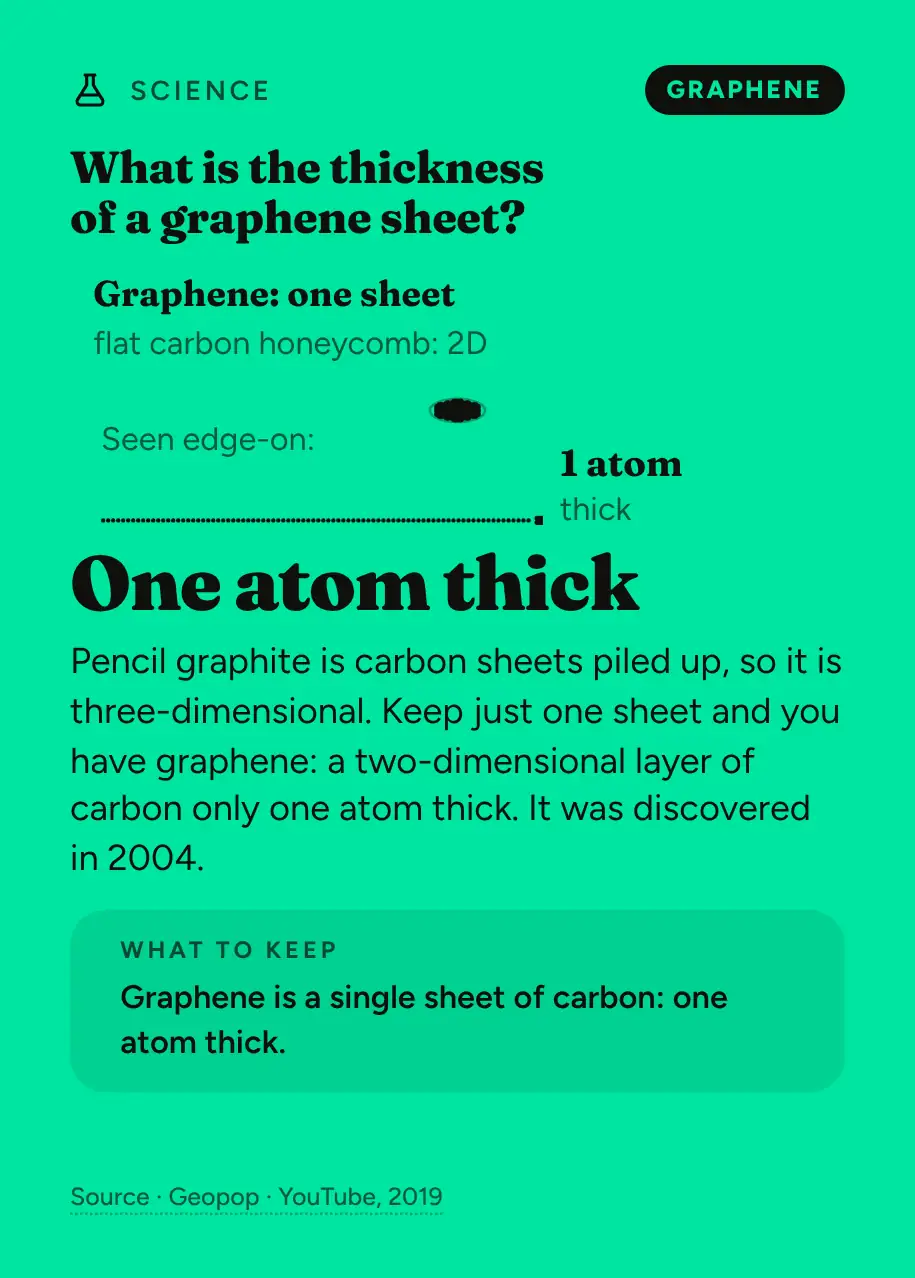 SCIENCE
GRAPHENE
What is the thickness
of a graphene sheet?
Graphene: one sheet
flat carbon honeycomb: 2D
Seen edge-on:
1 atom
thick
One atom thick
Pencil graphite is carbon sheets piled up, so it is
three-dimensional. Keep just one sheet and you
have graphene: a two-dimensional layer of
carbon only one atom thick. It was discovered
in 2004.
WHAT TO KEEP
Graphene is a single sheet of carbon: one
atom thick.
Source · Geopop · YouTube, 2019